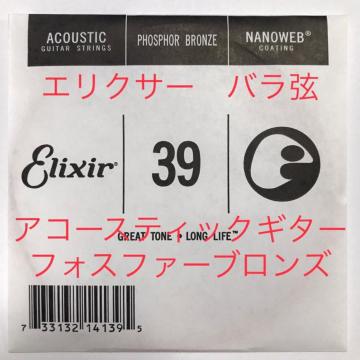 ACOUSTIC
GUITAR STRINGS
PHOSPHOR BRONZE
NANOWEB®
COATING
エリクサー バラ弦
Elixir®
39
アコースティックギター
GREAT TONE • LONG LIFE™
フォスファーブロンズ
7 33132 14139 5